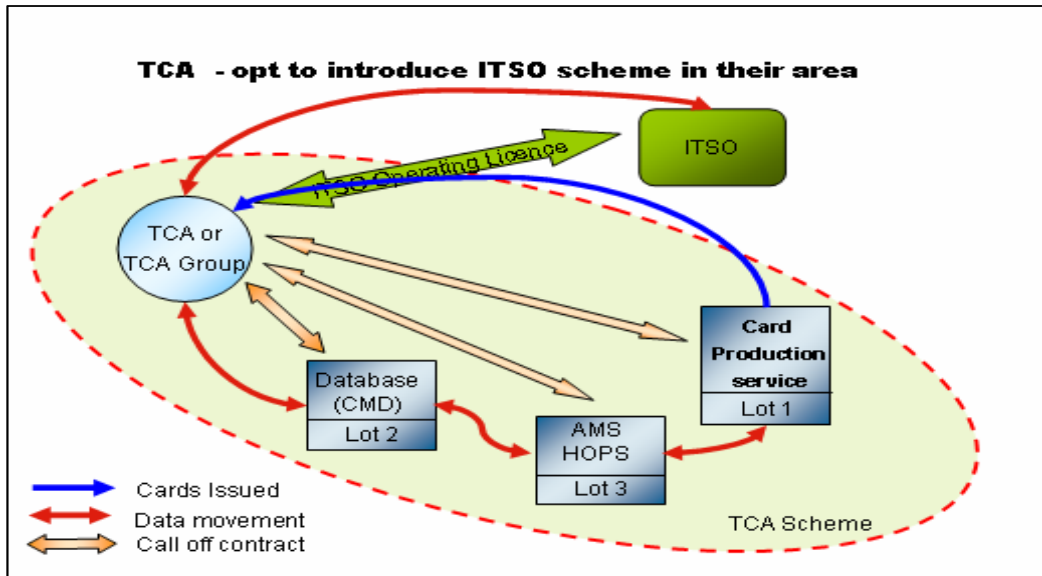 TCA - opt to introduce ITSO scheme in their area
ITSO
ITSO Operating Licence
TCA or
TCA Group
Card
Production
service
Lot 1
Database
(CMD)
Lot 2
AMS
HOPS
Lot 3
TCA Scheme
Cards Issued
Data movement
Call off contract